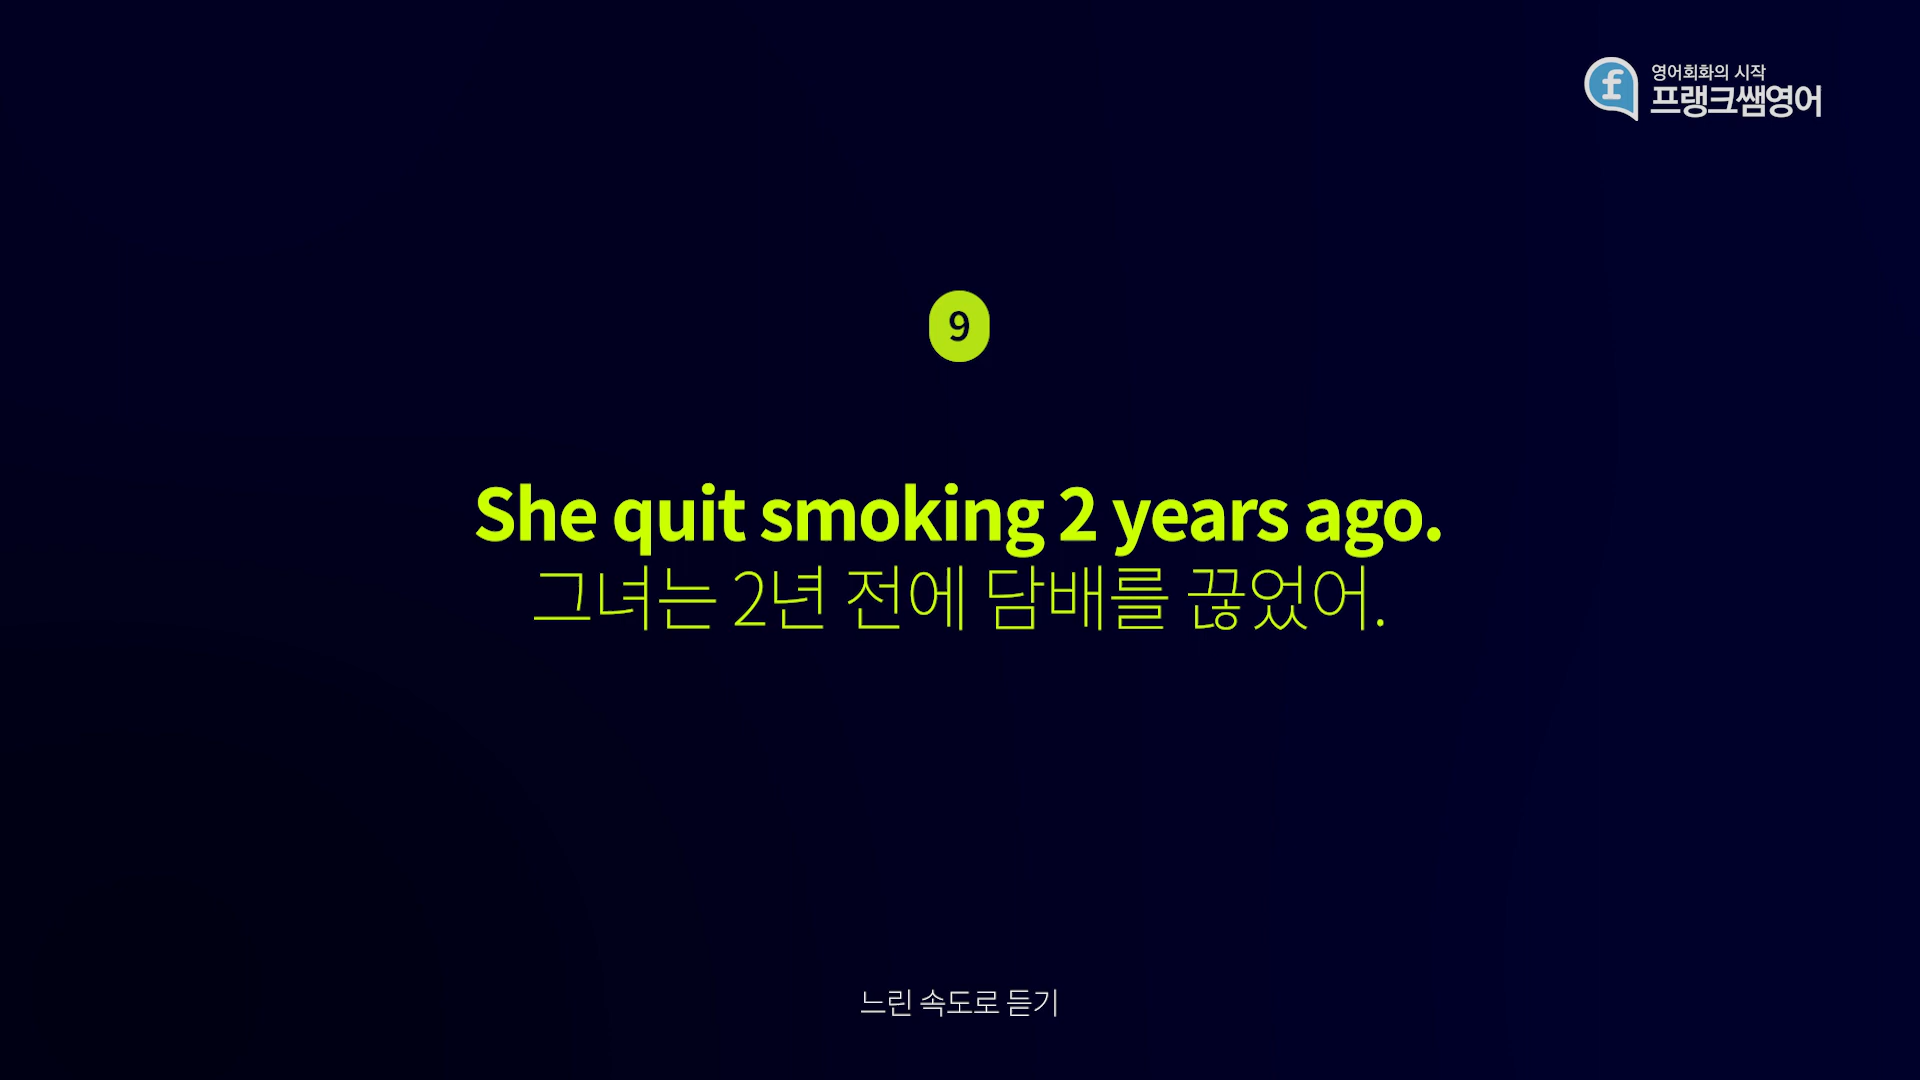 f
영어회화의 시작
프랭크쌤영어
9
She quit smoking 2 years ago.
그녀는 2년 전에 담배를 끊었어.
느린 속도로 듣기